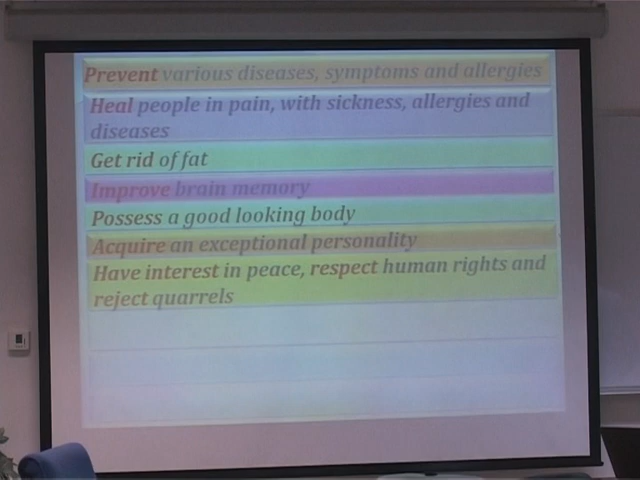 Prevent various diseases, symptoms and allergies
Heal people in pain, with sickness, allergies and
diseases
Get rid of fat
Improve brain memory
Possess a good looking body
Acquire an exceptional personality
Have interest in peace, respect human rights and
reject quarrels